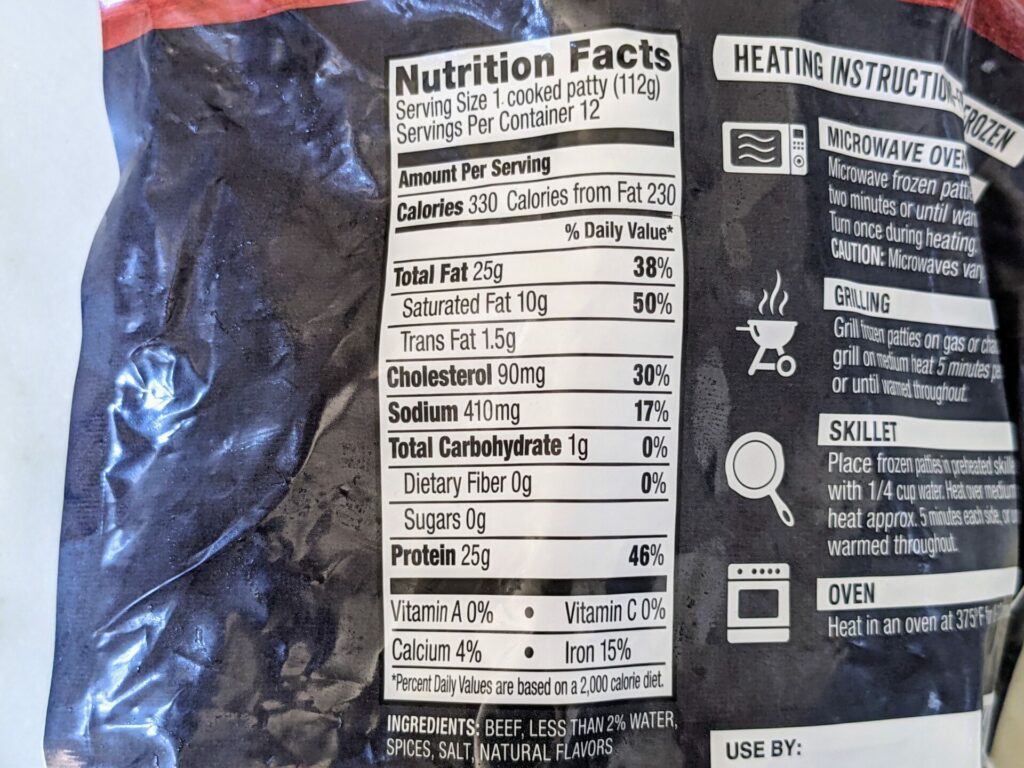 Nutrition Facts
Serving Size 1 cooked patty (112g)
Servings Per Container 12
Amount Per Serving
Calories 330 Calories from Fat 230
% Daily Value*
Total Fat 25g 38%
Saturated Fat 10g 50%
Trans Fat 1.5g
Cholesterol 90mg 30%
Sodium 410mg 17%
Total Carbohydrate 1g 0%
Dietary Fiber 0g 0%
Sugars 0g
Protein 25g 46%
Vitamin A 0% • Vitamin C 0%
Calcium 4% • Iron 15%
*Percent Daily Values are based on a 2,000 calorie diet.
INGREDIENTS: BEEF, LESS THAN 2% WATER,
SPICES, SALT, NATURAL FLAVORS
HEATING
MICROWAVE OVEN
Microwave frozen
two minutes or until
Turn once during heating.
CAUTION: Microwaves
GRILLING
Grill frozen patties on gas or
grill on medium heat 5 minutes
or until warmed throughout.
SKILLET
Place frozen patties in preheated
with 1/4 cup water. Heat over medium
heat approx. 5 minutes each side,
warmed throughout.
OVEN
Heat in an oven at 375°F
USE BY: